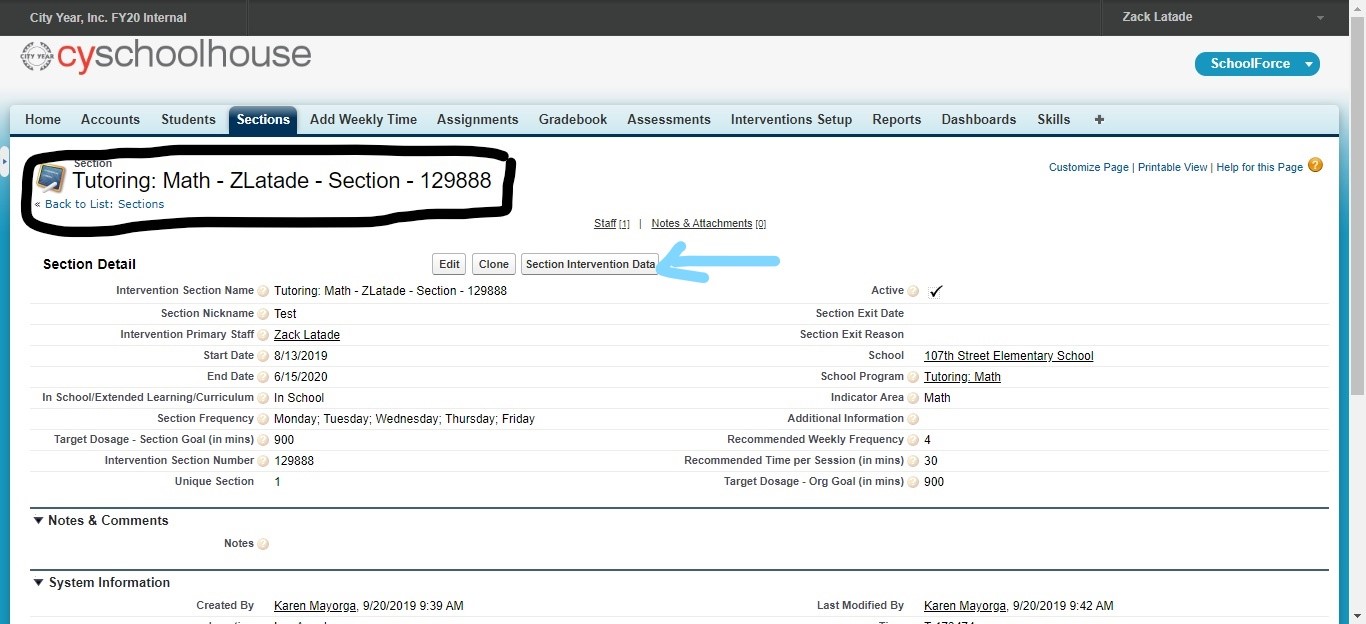 City Year, Inc. FY20 Internal Zack Latade
CITY YEAR cyschoolhouse
SchoolForce
Home Accounts Students Sections Add Weekly Time Assignments Gradebook Assessments Interventions Setup Reports Dashboards Skills +
Section
Tutoring: Math - ZLatade - Section - 129888
Customize Page | Printable View | Help for this Page ?
« Back to List: Sections
Staff [1] | Notes & Attachments [0]
Section Detail Edit Clone Section Intervention Data
Intervention Section Name ? Tutoring: Math - ZLatade - Section - 129888 Active ? ✓
Section Nickname ? Test Section Exit Date
Intervention Primary Staff ? Zack Latade Section Exit Reason
Start Date ? 8/13/2019 School 107th Street Elementary School
End Date ? 6/15/2020 School Program ? Tutoring: Math
In School/Extended Learning/Curriculum ? In School Indicator Area ? Math
Section Frequency ? Monday; Tuesday; Wednesday; Thursday; Friday Additional Information ?
Target Dosage - Section Goal (in mins) ? 900 Recommended Weekly Frequency ? 4
Intervention Section Number ? 129888 Recommended Time per Session (in mins) ? 30
Unique Section 1 Target Dosage - Org Goal (in mins) ? 900
Notes & Comments
Notes ?
System Information
Created By Karen Mayorga, 9/20/2019 9:39 AM Last Modified By Karen Mayorga, 9/20/2019 9:42 AM